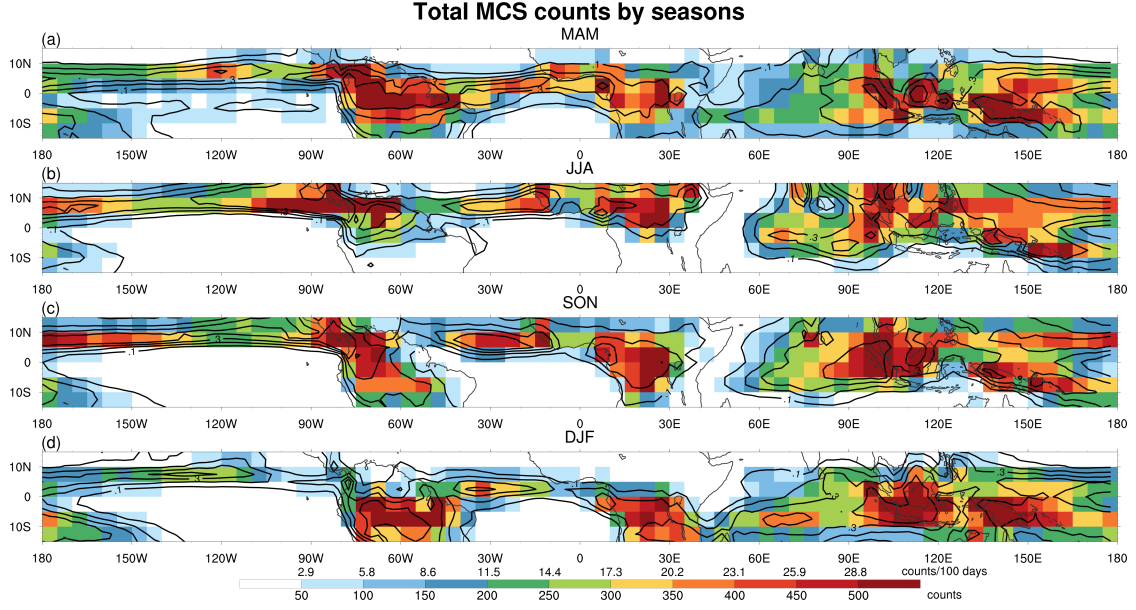 Total MCS counts by seasons
(a) MAM
10N
0
10S
180 150W 120W 90W 60W 30W 0 30E 60E 90E 120E 150E 180
(b) JJA
10N
0
10S
180 150W 120W 90W 60W 30W 0 30E 60E 90E 120E 150E 180
(c) SON
10N
0
10S
180 150W 120W 90W 60W 30W 0 30E 60E 90E 120E 150E 180
(d) DJF
10N
0
10S
180 150W 120W 90W 60W 30W 0 30E 60E 90E 120E 150E 180
2.9 5.8 8.6 11.5 14.4 17.3 20.2 23.1 25.9 28.8 counts/100 days
50 100 150 200 250 300 350 400 450 500 counts